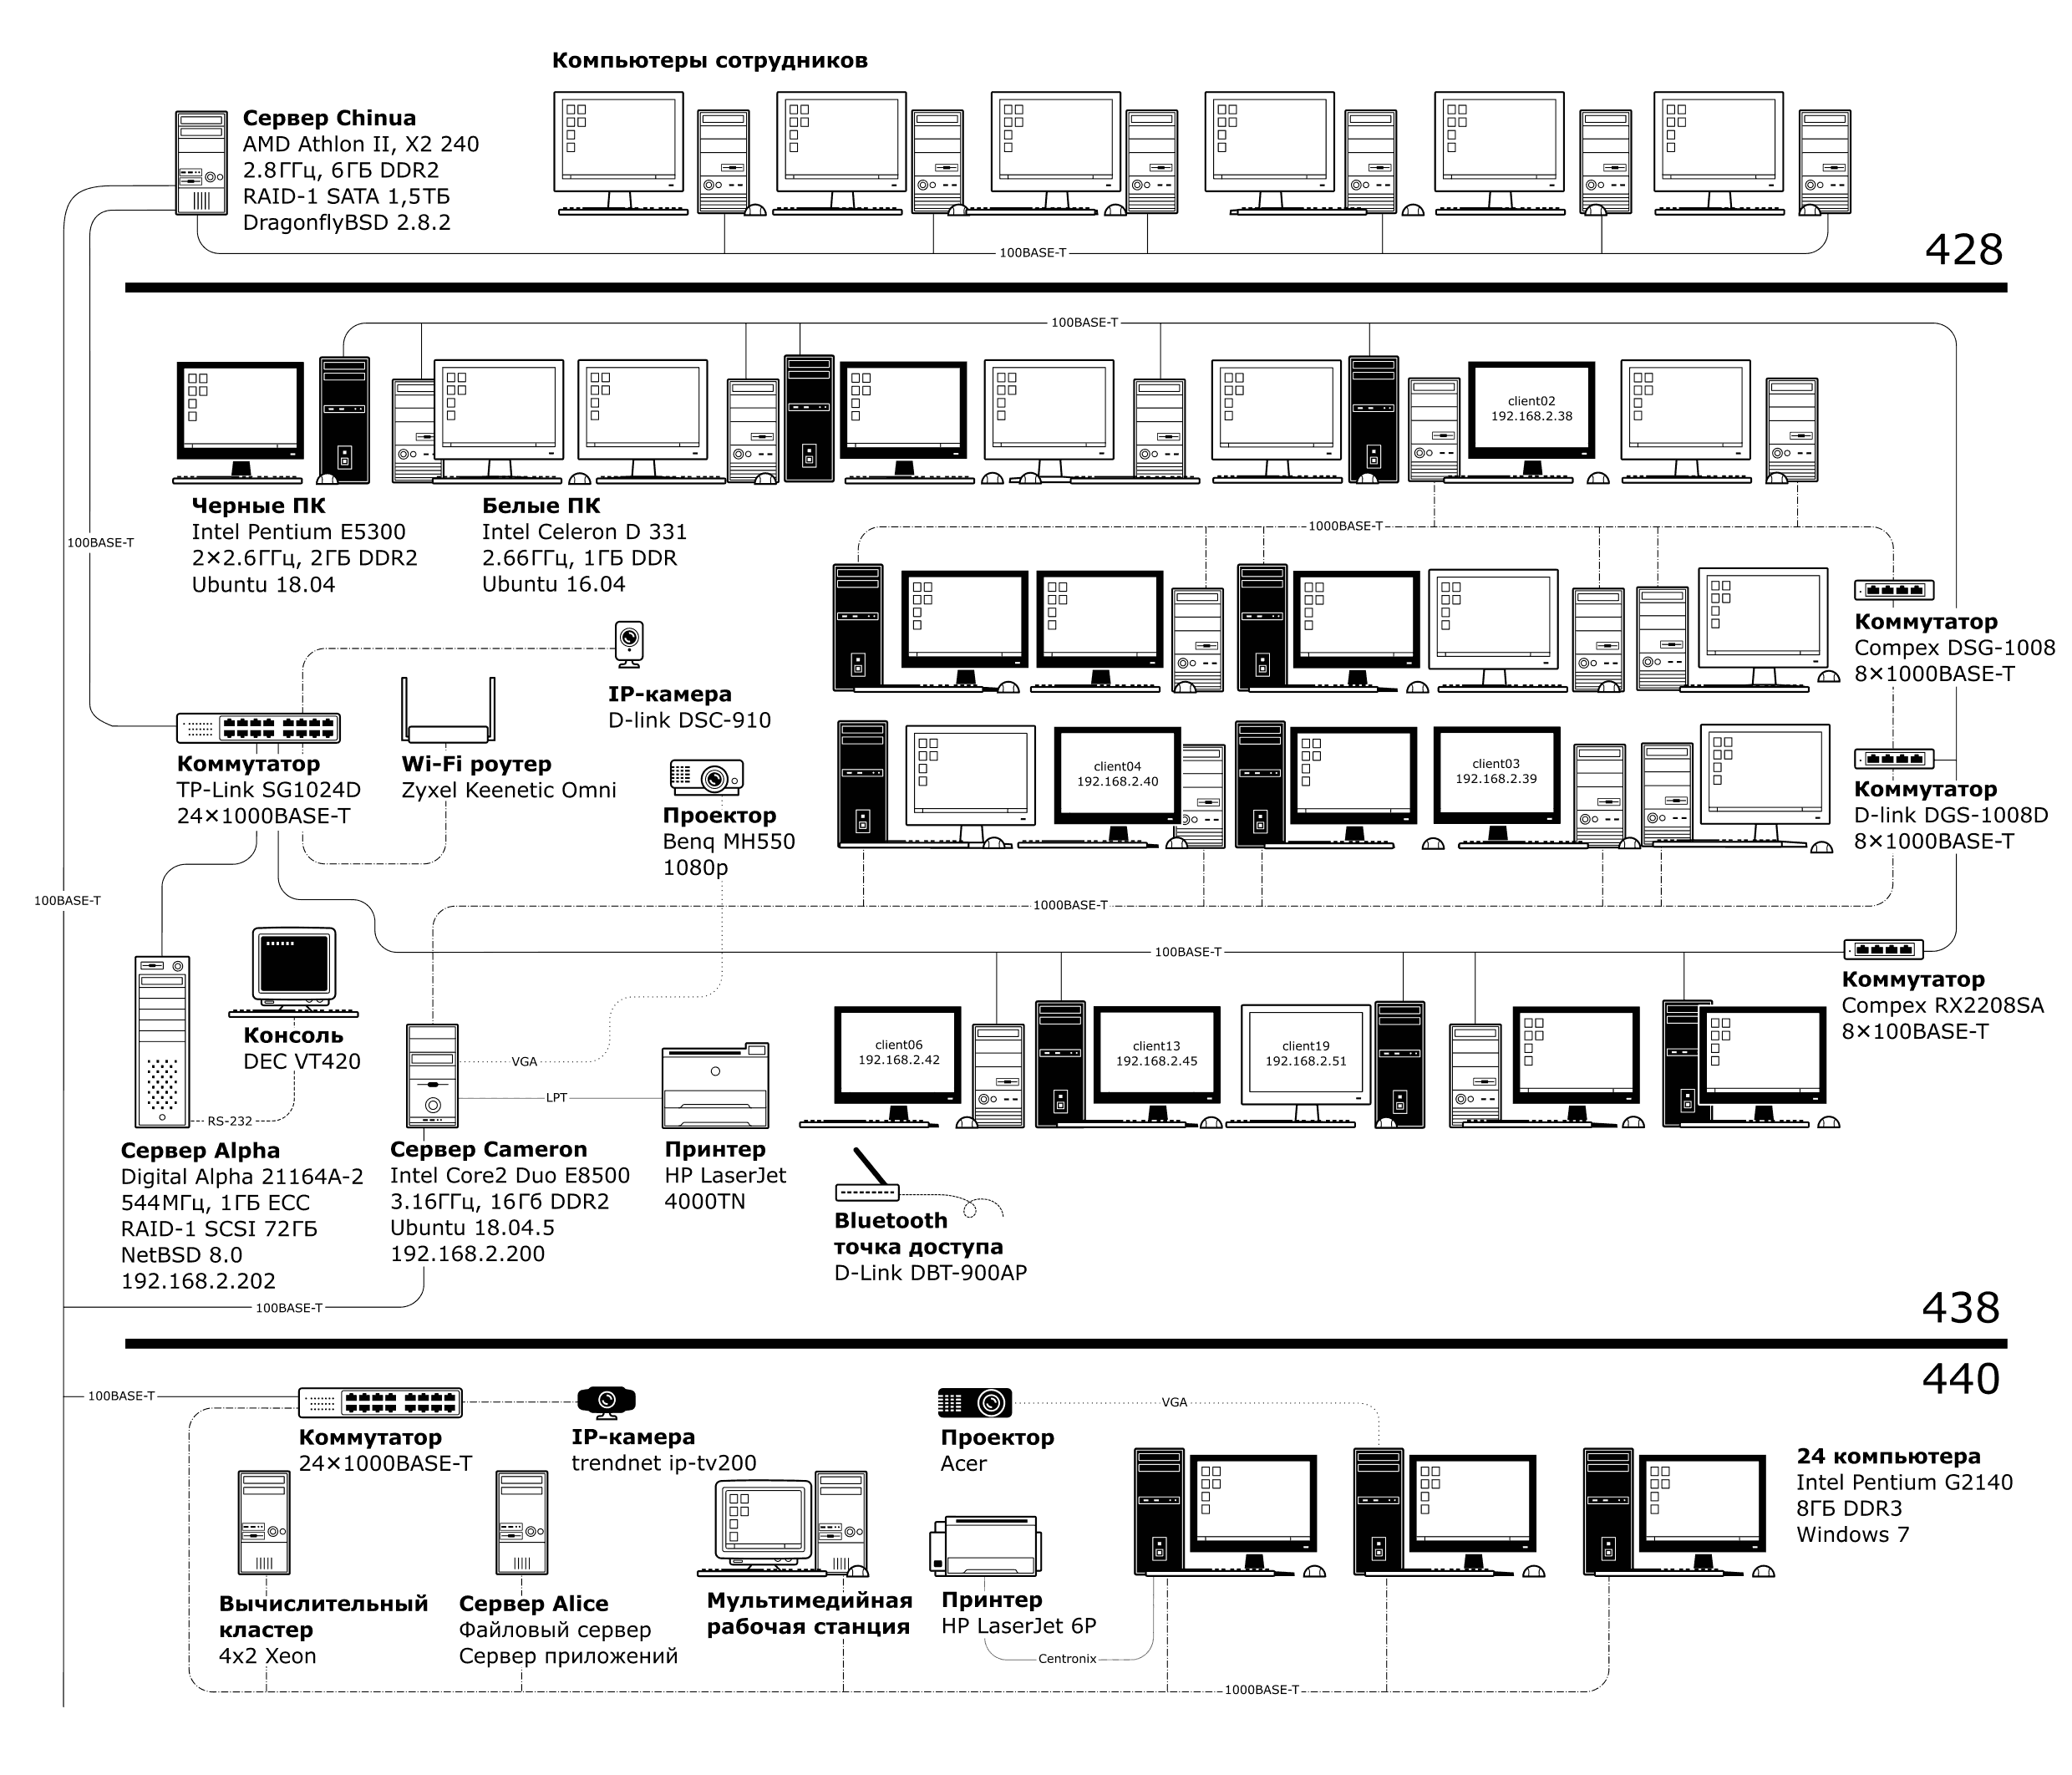 Компьютеры сотрудников
Сервер Chinua
AMD Athlon II, X2 240
2.8ГГц, 6ГБ DDR2
RAID-1 SATA 1,5ТБ
DragonflyBSD 2.8.2
100BASE-T
428
100BASE-T
client02
192.168.2.38
Черные ПК
Intel Pentium E5300
2×2.6ГГц, 2ГБ DDR2
Ubuntu 18.04
Белые ПК
Intel Celeron D 331
2.66ГГц, 1ГБ DDR
Ubuntu 16.04
1000BASE-T
100BASE-T
Коммутатор
Compex DSG-1008
8×1000BASE-T
IP-камера
D-link DSC-910
Коммутатор
TP-Link SG1024D
24×1000BASE-T
Wi-Fi роутер
Zyxel Keenetic Omni
Проектор
Benq MH550
1080p
client04
192.168.2.40
client03
192.168.2.39
Коммутатор
D-link DGS-1008D
8×1000BASE-T
100BASE-T
1000BASE-T
100BASE-T
Коммутатор
Compex RX2208SA
8×100BASE-T
Консоль
DEC VT420
RS-232
VGA
LPT
client06
192.168.2.42
client13
192.168.2.45
client19
192.168.2.51
Сервер Alpha
Digital Alpha 21164A-2
544МГц, 1ГБ ECC
RAID-1 SCSI 72ГБ
NetBSD 8.0
192.168.2.202
Сервер Cameron
Intel Core2 Duo E8500
3.16ГГц, 16Гб DDR2
Ubuntu 18.04.5
192.168.2.200
Принтер
HP LaserJet
4000TN
Bluetooth
точка доступа
D-Link DBT-900AP
100BASE-T
438
440
100BASE-T
Коммутатор
24×1000BASE-T
IP-камера
trendnet ip-tv200
Проектор
Acer
VGA
24 компьютера
Intel Pentium G2140
8ГБ DDR3
Windows 7
Вычислительный
кластер
4x2 Xeon
Сервер Alice
Файловый сервер
Сервер приложений
Мультимедийная
рабочая станция
Принтер
HP LaserJet 6P
Centronix
1000BASE-T